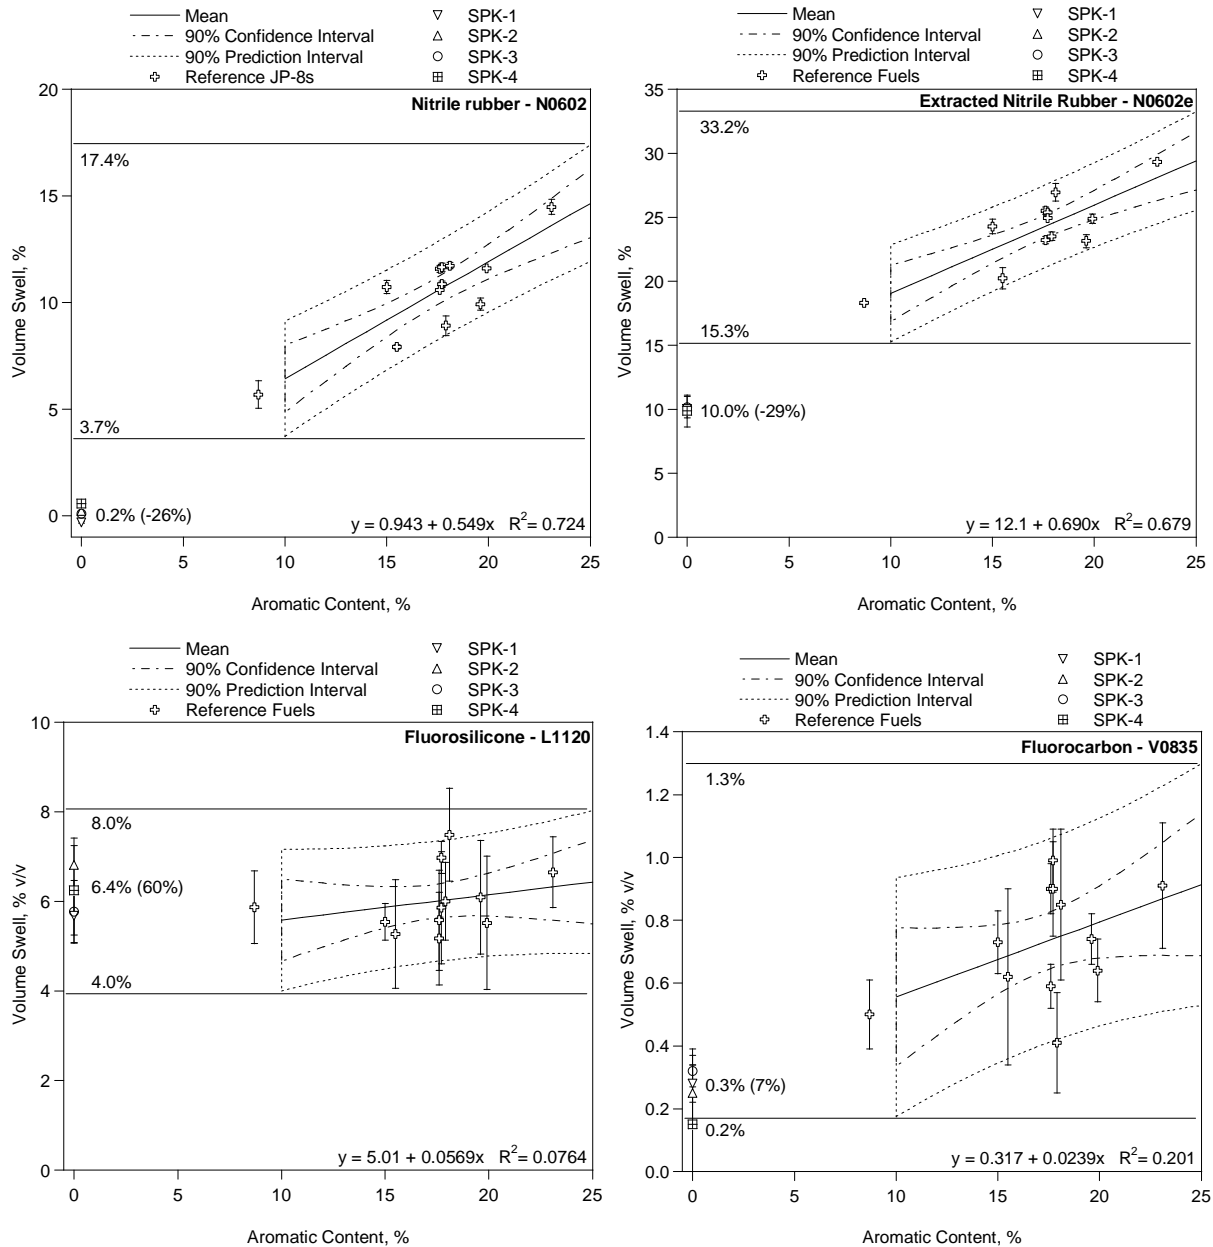 Mean
90% Confidence Interval
90% Prediction Interval
Reference JP-8s
SPK-1
SPK-2
SPK-3
SPK-4
Nitrile rubber - N0602
20
15
10
5
0
Volume Swell, %
17.4%
3.7%
0.2% (-26%)
y = 0.943 + 0.549x R²= 0.724
0 5 10 15 20 25
Aromatic Content, %
Mean
90% Confidence Interval
90% Prediction Interval
Reference Fuels
SPK-1
SPK-2
SPK-3
SPK-4
Extracted Nitrile Rubber - N0602e
35
30
25
20
15
10
5
0
Volume Swell, %
33.2%
15.3%
10.0% (-29%)
y = 12.1 + 0.690x R²= 0.679
0 5 10 15 20 25
Aromatic Content, %
Mean
90% Confidence Interval
90% Prediction Interval
Reference Fuels
SPK-1
SPK-2
SPK-3
SPK-4
Fluorosilicone - L1120
10
8
6
4
2
0
Volume Swell, % v/v
8.0%
6.4% (60%)
4.0%
y = 5.01 + 0.0569x R²= 0.0764
0 5 10 15 20 25
Aromatic Content, %
Mean
90% Confidence Interval
90% Prediction Interval
Reference Fuels
SPK-1
SPK-2
SPK-3
SPK-4
Fluorocarbon - V0835
1.4
1.2
1.0
0.8
0.6
0.4
0.2
0.0
Volume Swell, % v/v
1.3%
0.3% (7%)
0.2%
y = 0.317 + 0.0239x R²= 0.201
0 5 10 15 20 25
Aromatic Content, %